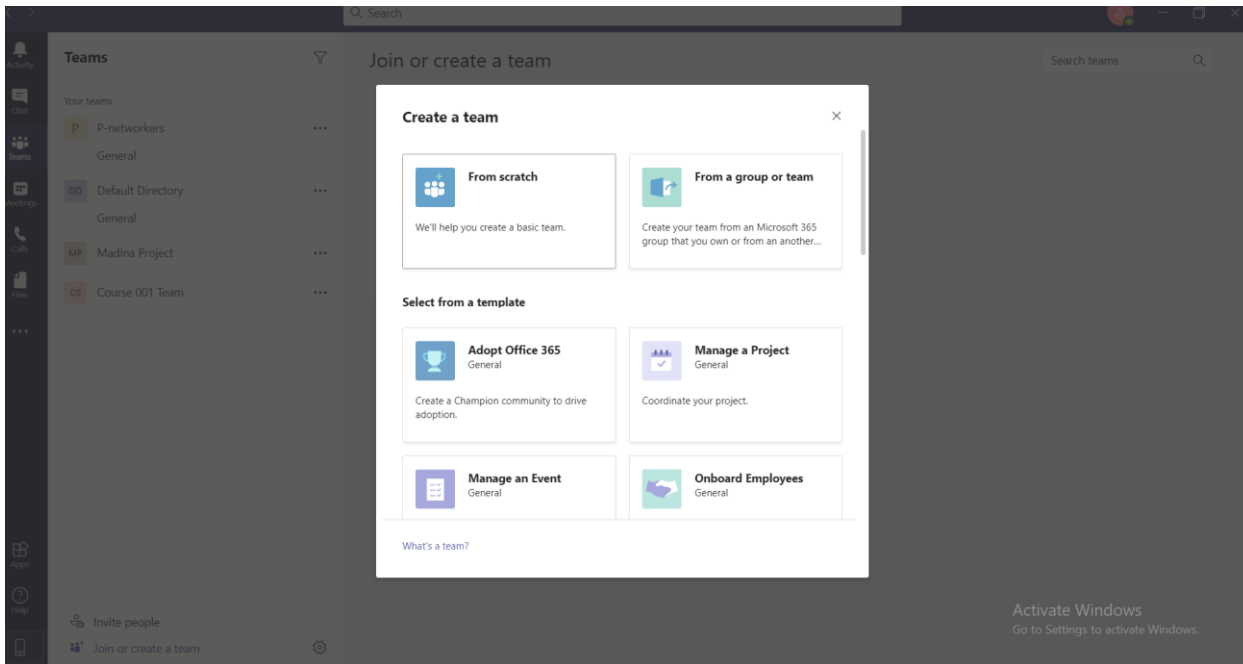 Search
Activity
Chat
Teams
Meetings
Calls
Files
Apps
Help
Teams
Your teams
P P-networkers
General
DD Default Directory
General
MP Madina Project
CD Course 001 Team
Invite people
Join or create a team
Join or create a team
Search teams
Create a team
From scratch
We'll help you create a basic team.
From a group or team
Create your team from an Microsoft 365
group that you own or from an another...
Select from a template
Adopt Office 365
General
Create a Champion community to drive
adoption.
Manage a Project
General
Coordinate your project.
Manage an Event
General
Onboard Employees
General
What's a team?
Activate Windows
Go to Settings to activate Windows.